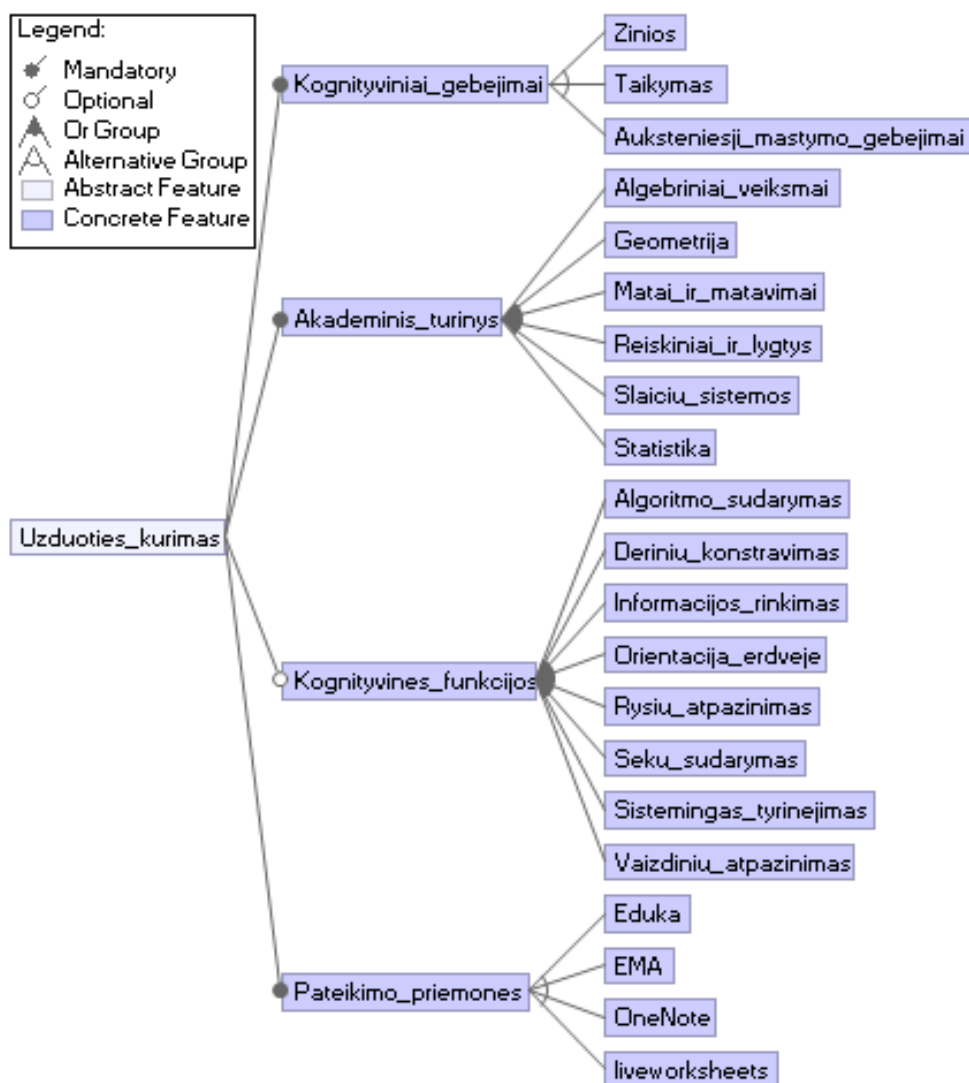 Legend:
Mandatory
Optional
Or Group
Alternative Group
Abstract Feature
Concrete Feature
Uzduoties_kurimas
Kognityviniai_gebejimai
Zinios
Taikymas
Auksteniesji_mastymo_gebejimai
Akademinis_turinys
Algebriniai_veiksmai
Geometrija
Matai_ir_matavimai
Reiskiniai_ir_lygtys
Slaiciu_sistemos
Statistika
Kognityvines_funkcijos
Algoritmo_sudarymas
Deriniu_konstravimas
Informacijos_rinkimas
Orientacija_erdveje
Rysiu_atpazinimas
Seku_sudarymas
Sistemingas_tyrinejimas
Vaizdiniu_atpazinimas
Pateikimo_priemones
Eduka
EMA
OneNote
liveworksheets